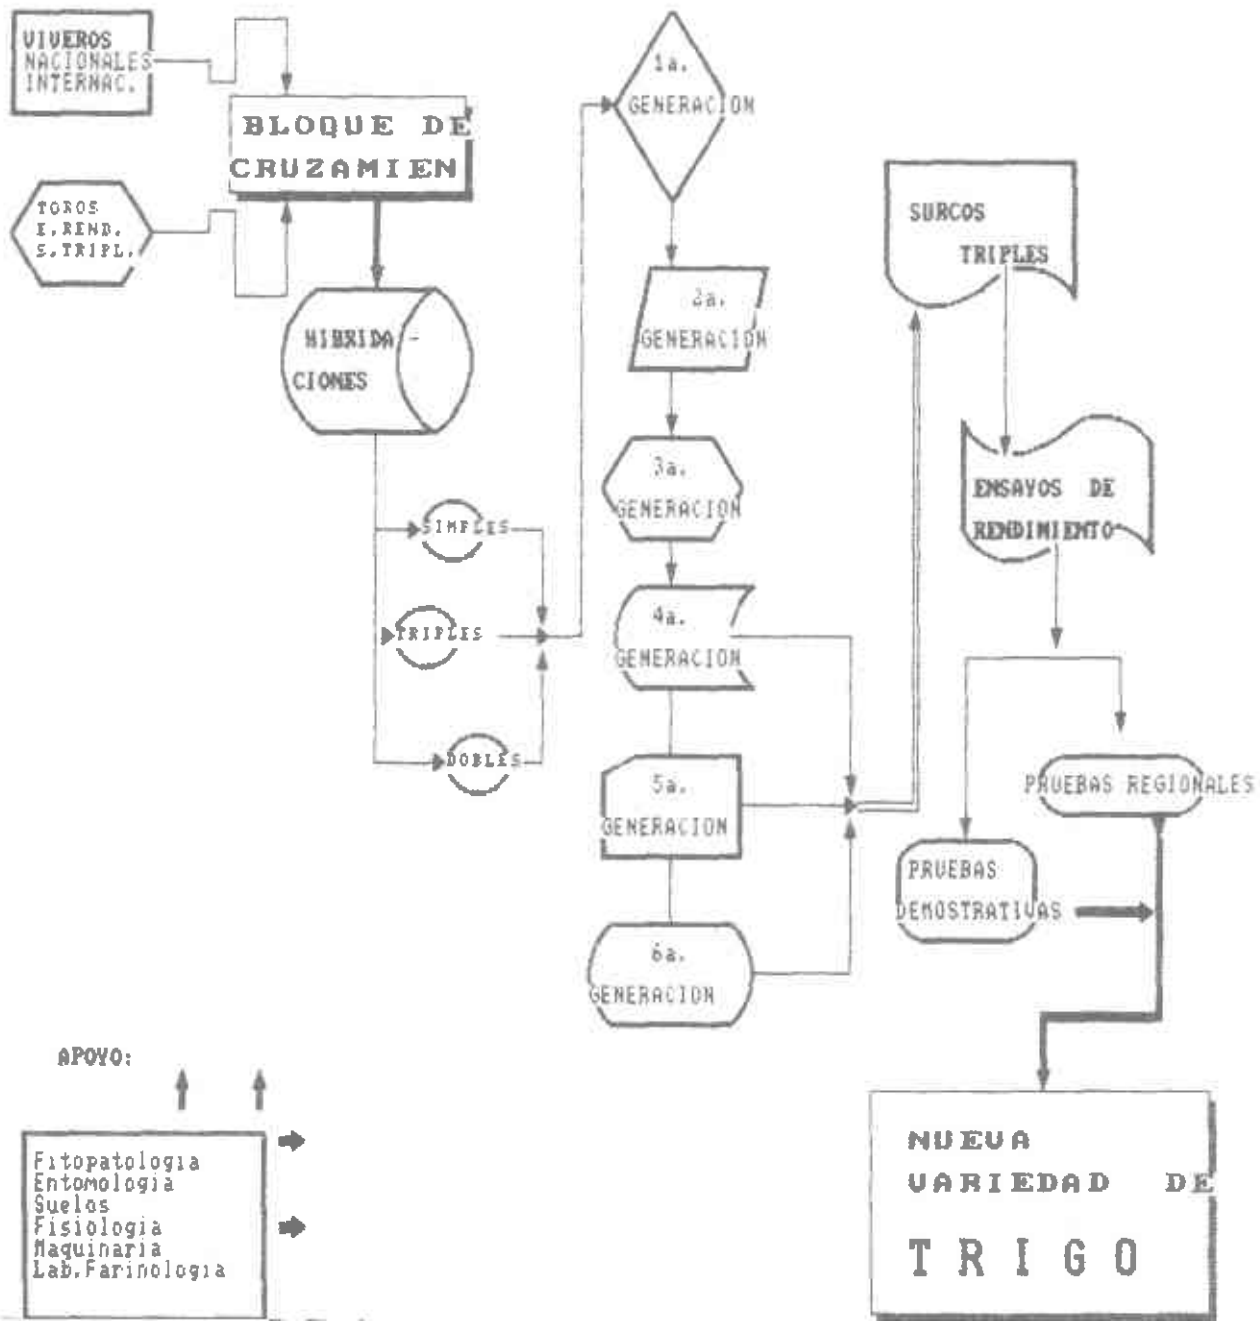 VIVEROS
NACIONALES
INTERNAC.
BLOQUE DE
CRUZAMIEN
TOROS
E.REND.
S.TRIPL.
HIBRIDA-
CIONES
SIMPLES
TRIPLES
DOBLES
1a.
GENERACION
2a.
GENERACION
3a.
GENERACION
4a.
GENERACION
5a.
GENERACION
6a.
GENERACION
SURCOS
TRIPLES
ENSAYOS DE
RENDIMIENTO
PRUEBAS REGIONALES
PRUEBAS
DEMOSTRATIVAS
NUEVA
VARIEDAD DE
TRIGO
APOYO:
Fitopatologia
Entomologia
Suelos
Fisiologia
Maquinaria
Lab.Farinologia